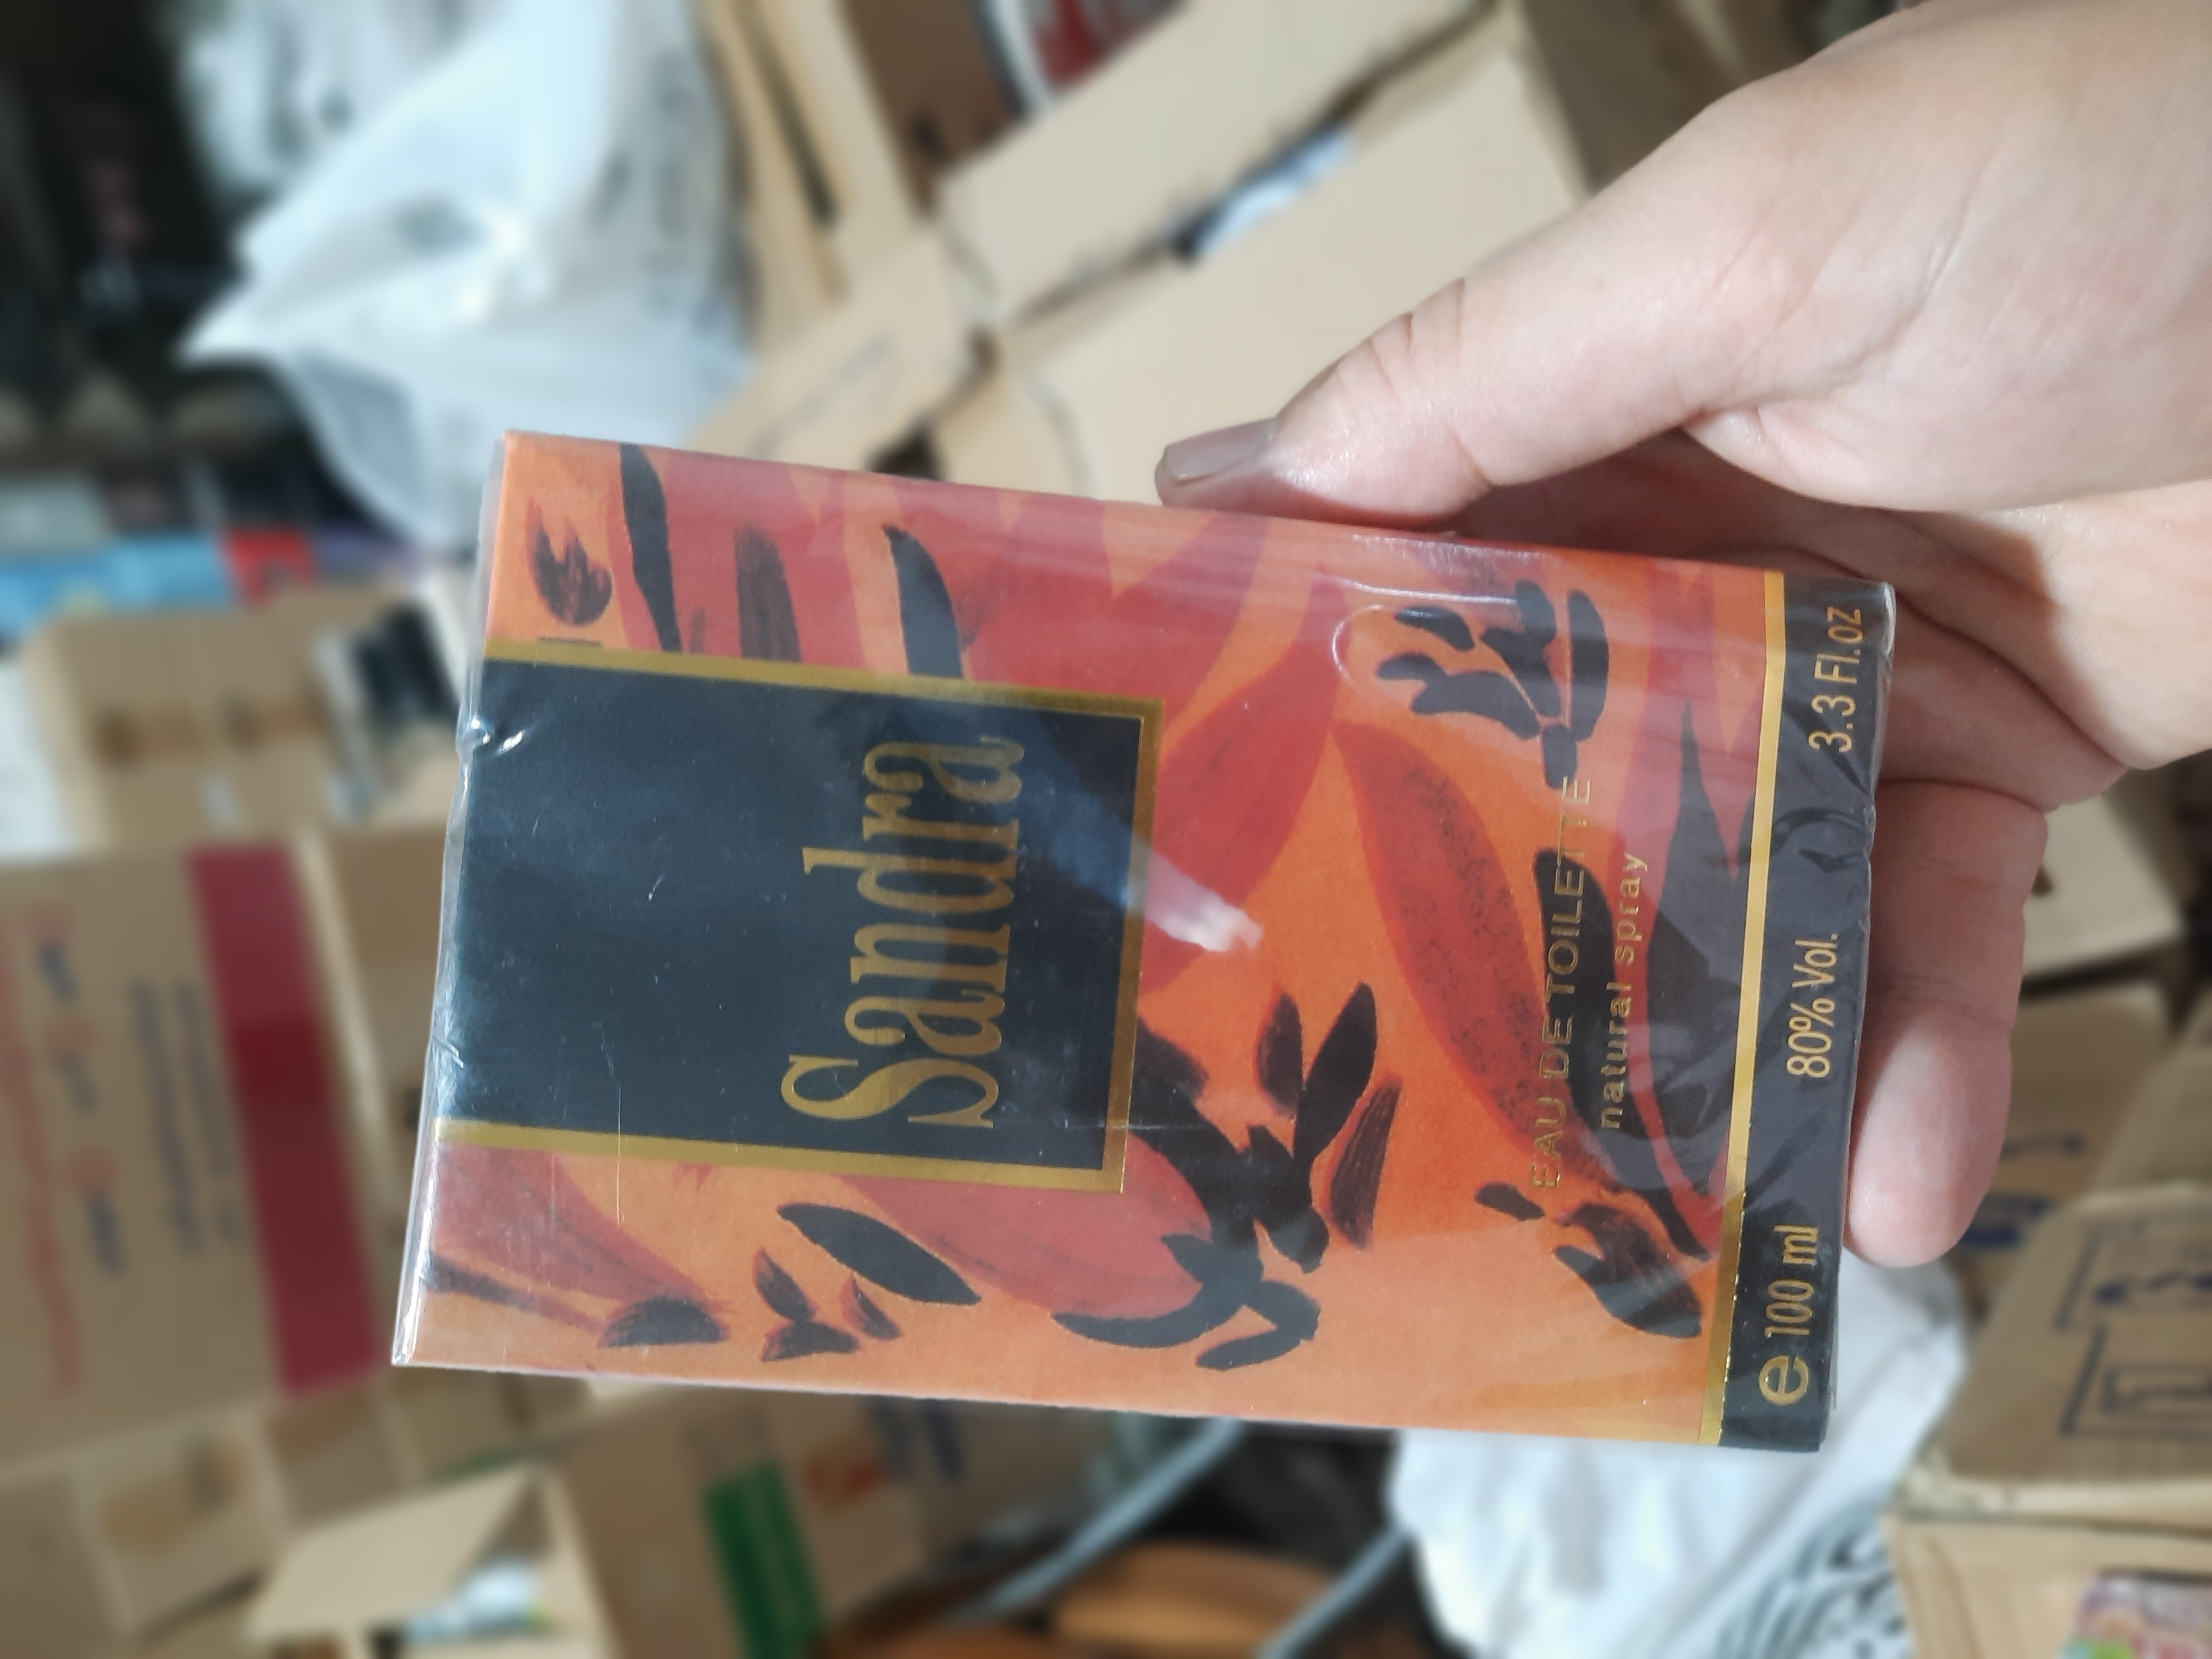 Sandra
EAU DE TOILETTE
natural spray
e 100 ml 80% Vol. 3.3 Fl.oz